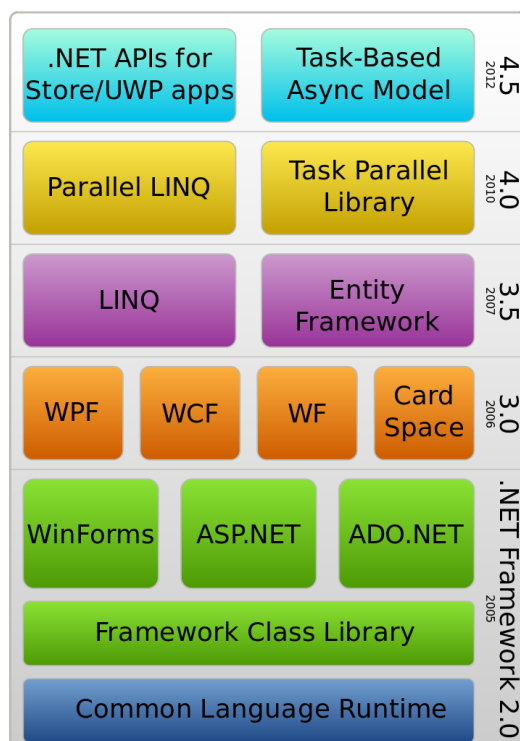 .NET APIs for
Store/UWP apps
Task-Based
Async Model
4.5
2012
Parallel LINQ
Task Parallel
Library
4.0
2010
LINQ
Entity
Framework
3.5
2007
WPF
WCF
WF
Card
Space
3.0
2006
WinForms
ASP.NET
ADO.NET
Framework Class Library
Common Language Runtime
.NET Framework 2.0
2005